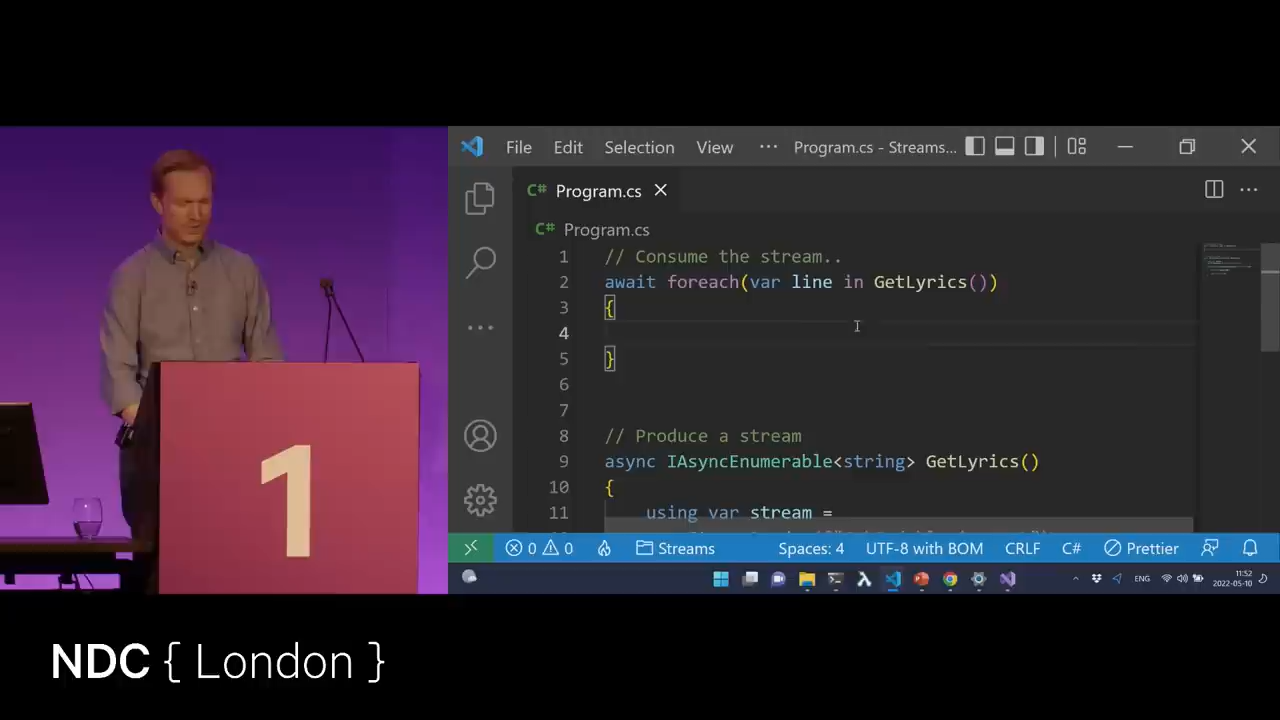 File Edit Selection View ··· Program.cs - Streams...
C# Program.cs
C# Program.cs
1 // Consume the stream..
2 await foreach(var line in GetLyrics())
3 {
4
5 }
6
7
8 // Produce a stream
9 async IAsyncEnumerable<string> GetLyrics()
10 {
11 using var stream =
0 0 Streams Spaces: 4 UTF-8 with BOM CRLF C# Prettier
ENG 11:52
2022-05-10
1
NDC { London }